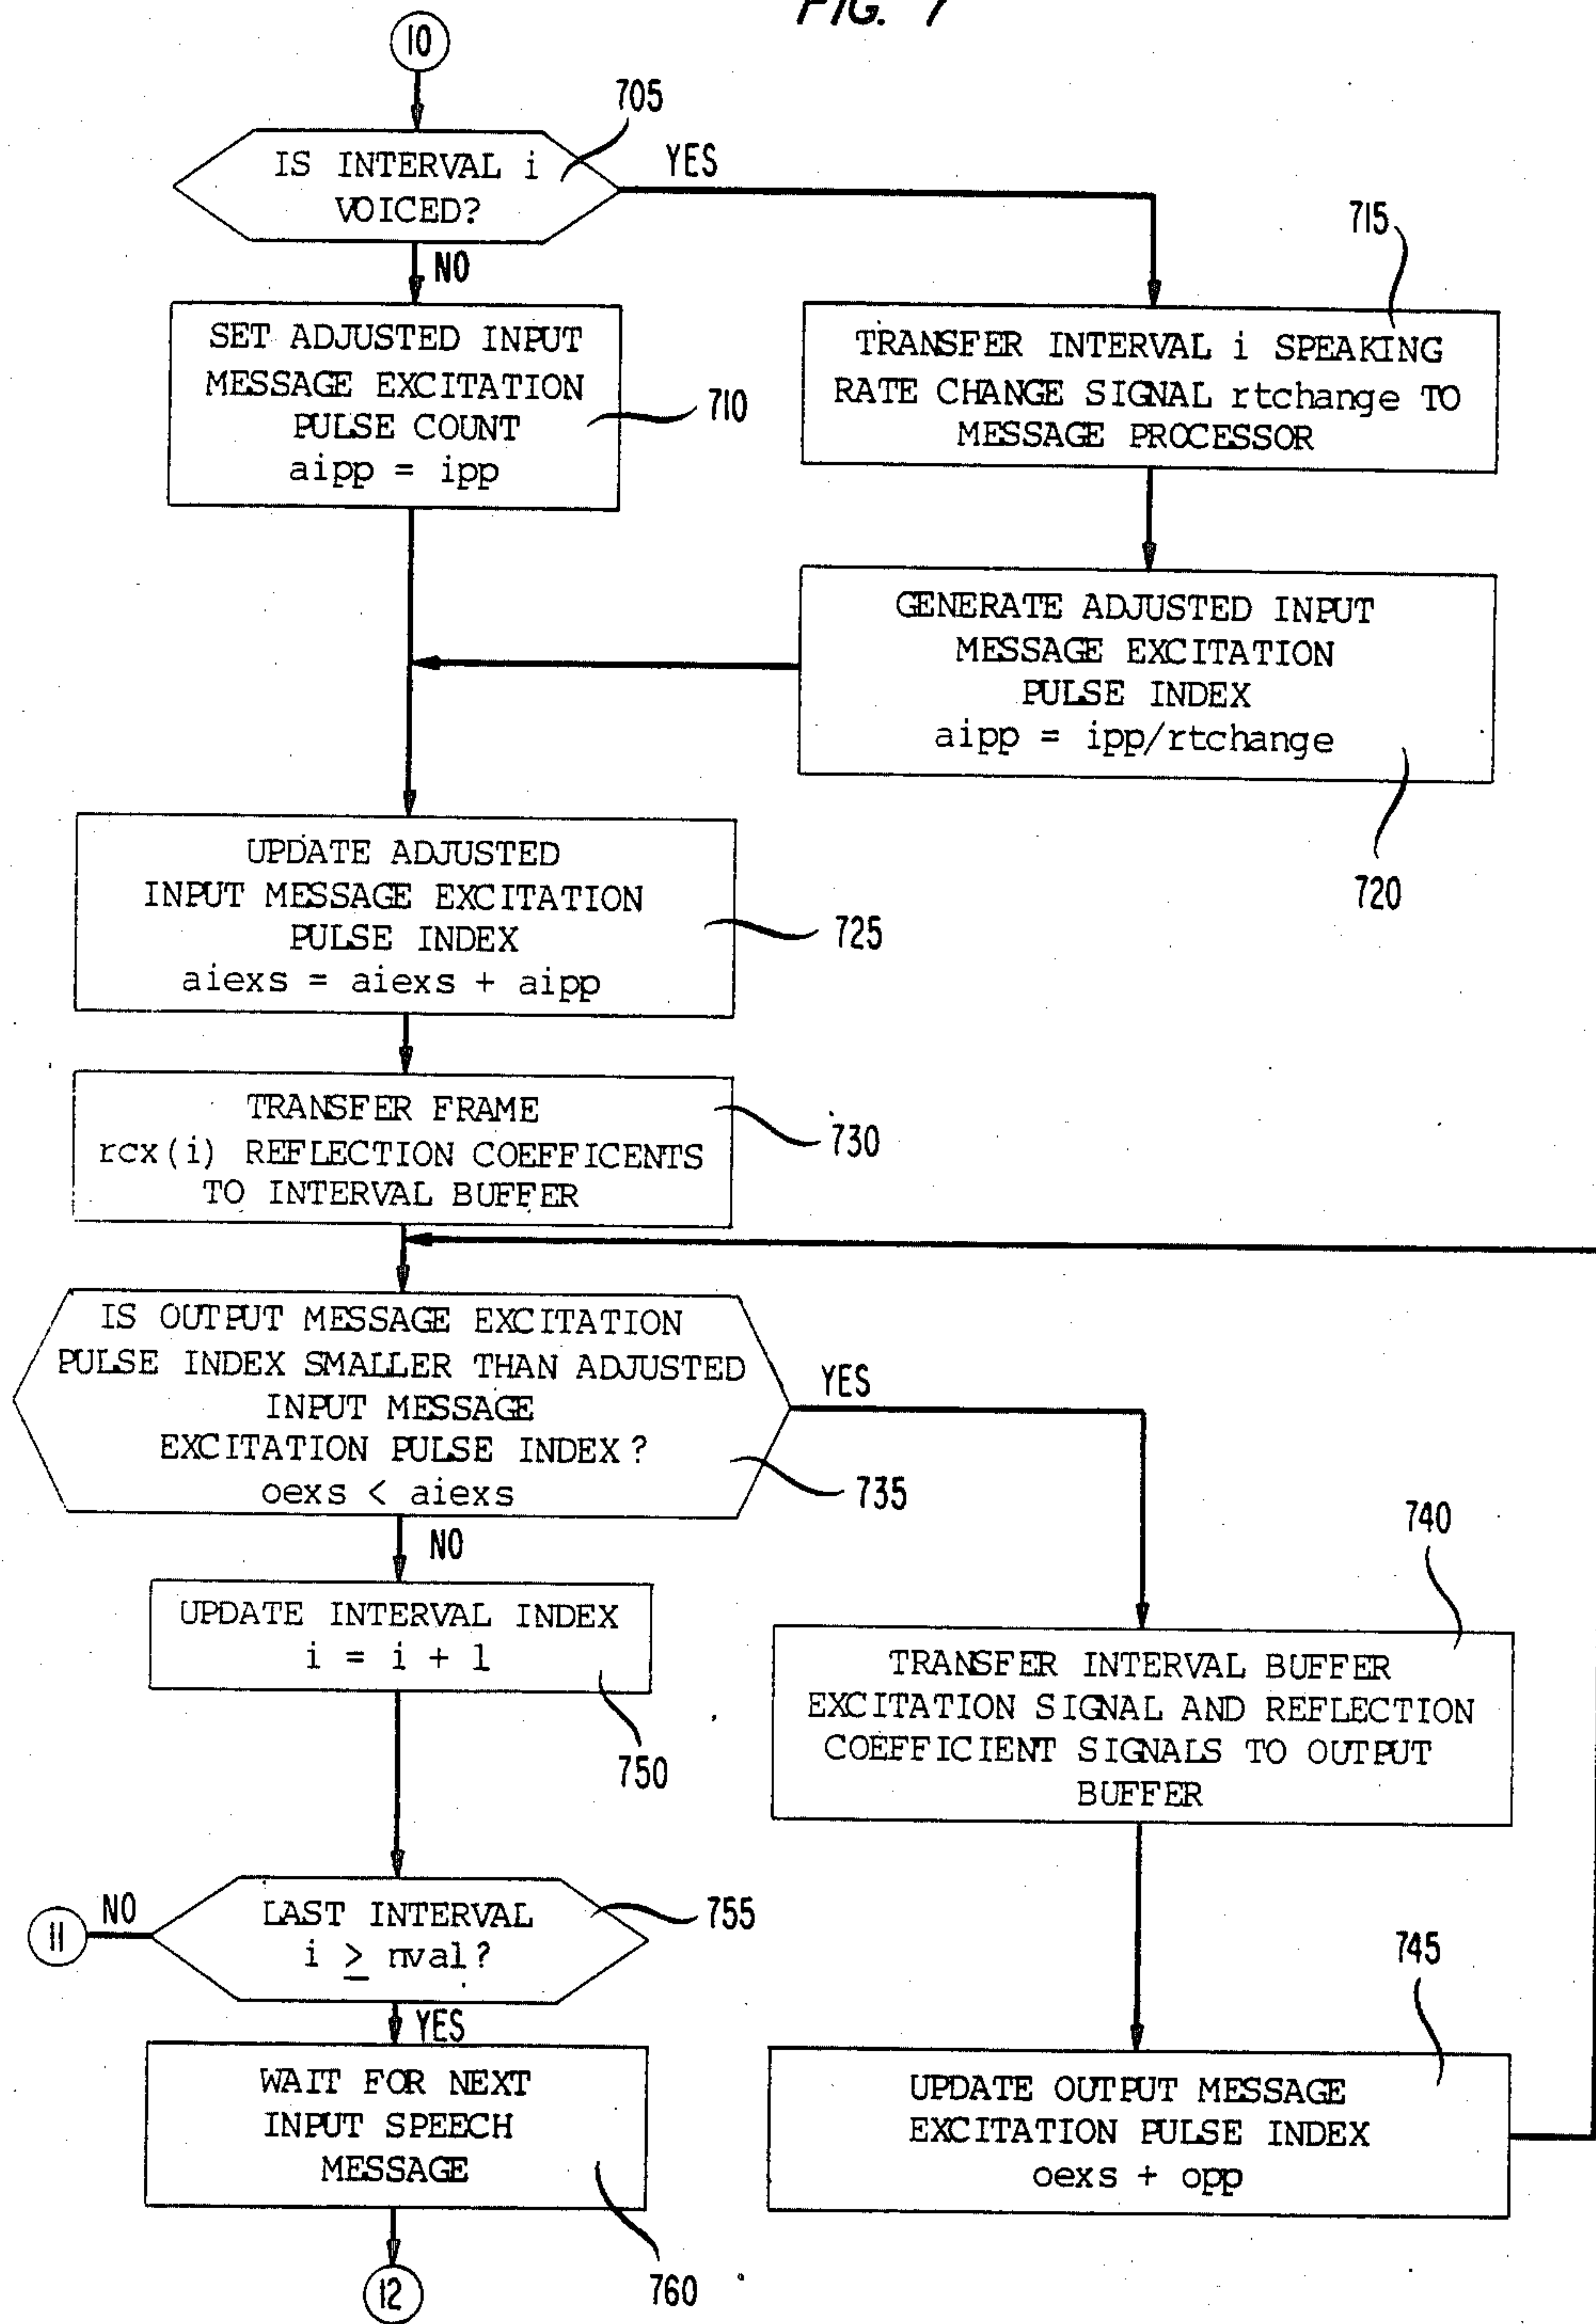 FIG. 7
10
705
IS INTERVAL i
VOICED?
YES
NO
715
SET ADJUSTED INPUT
MESSAGE EXCITATION
PULSE COUNT
aipp = ipp
710
TRANSFER INTERVAL i SPEAKING
RATE CHANGE SIGNAL rtchange TO
MESSAGE PROCESSOR
GENERATE ADJUSTED INPUT
MESSAGE EXCITATION
PULSE INDEX
aipp = ipp/rtchange
720
UPDATE ADJUSTED
INPUT MESSAGE EXCITATION
PULSE INDEX
aiexs = aiexs + aipp
725
TRANSFER FRAME
rcx(i) REFLECTION COEFFICENTS
TO INTERVAL BUFFER
730
IS OUTPUT MESSAGE EXCITATION
PULSE INDEX SMALLER THAN ADJUSTED
INPUT MESSAGE
EXCITATION PULSE INDEX?
oexs < aiexs
YES
735
NO
740
UPDATE INTERVAL INDEX
i = i + 1
750
TRANSFER INTERVAL BUFFER
EXCITATION SIGNAL AND REFLECTION
COEFFICIENT SIGNALS TO OUTPUT
BUFFER
11
NO
LAST INTERVAL
i ≥ nval?
755
YES
745
WAIT FOR NEXT
INPUT SPEECH
MESSAGE
760
UPDATE OUTPUT MESSAGE
EXCITATION PULSE INDEX
oexs + opp
12